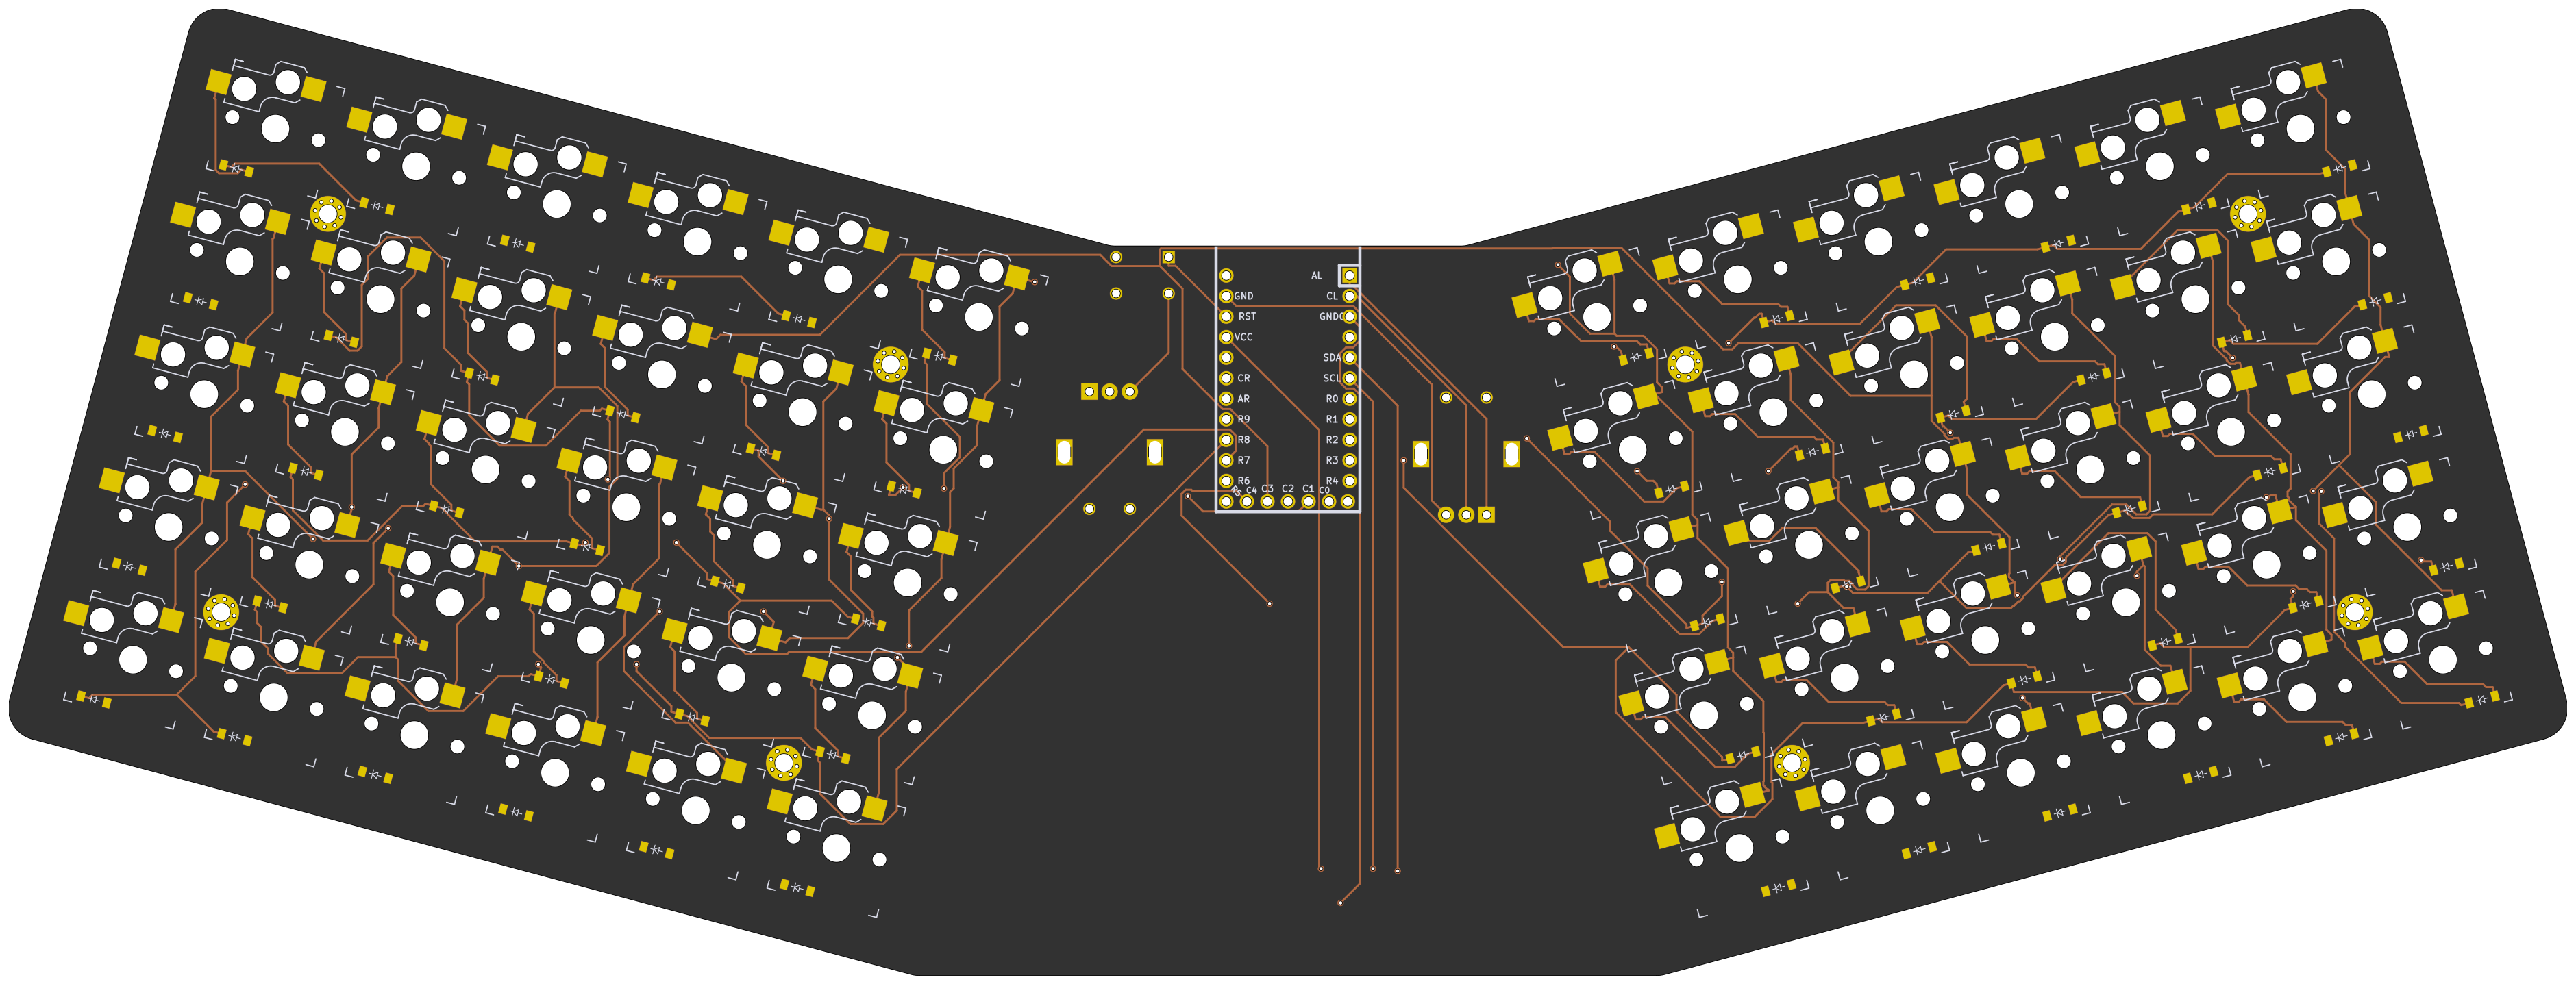 AL
GND CL
RST GND
VCC
SDA
CR SCL
AR R0
R9 R1
R8 R2
R7 R3
R6 R4
R5 C4 C3 C2 C1 C0